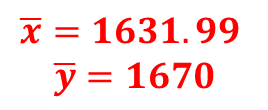 x̅ = 1631.99
y̅ = 1670